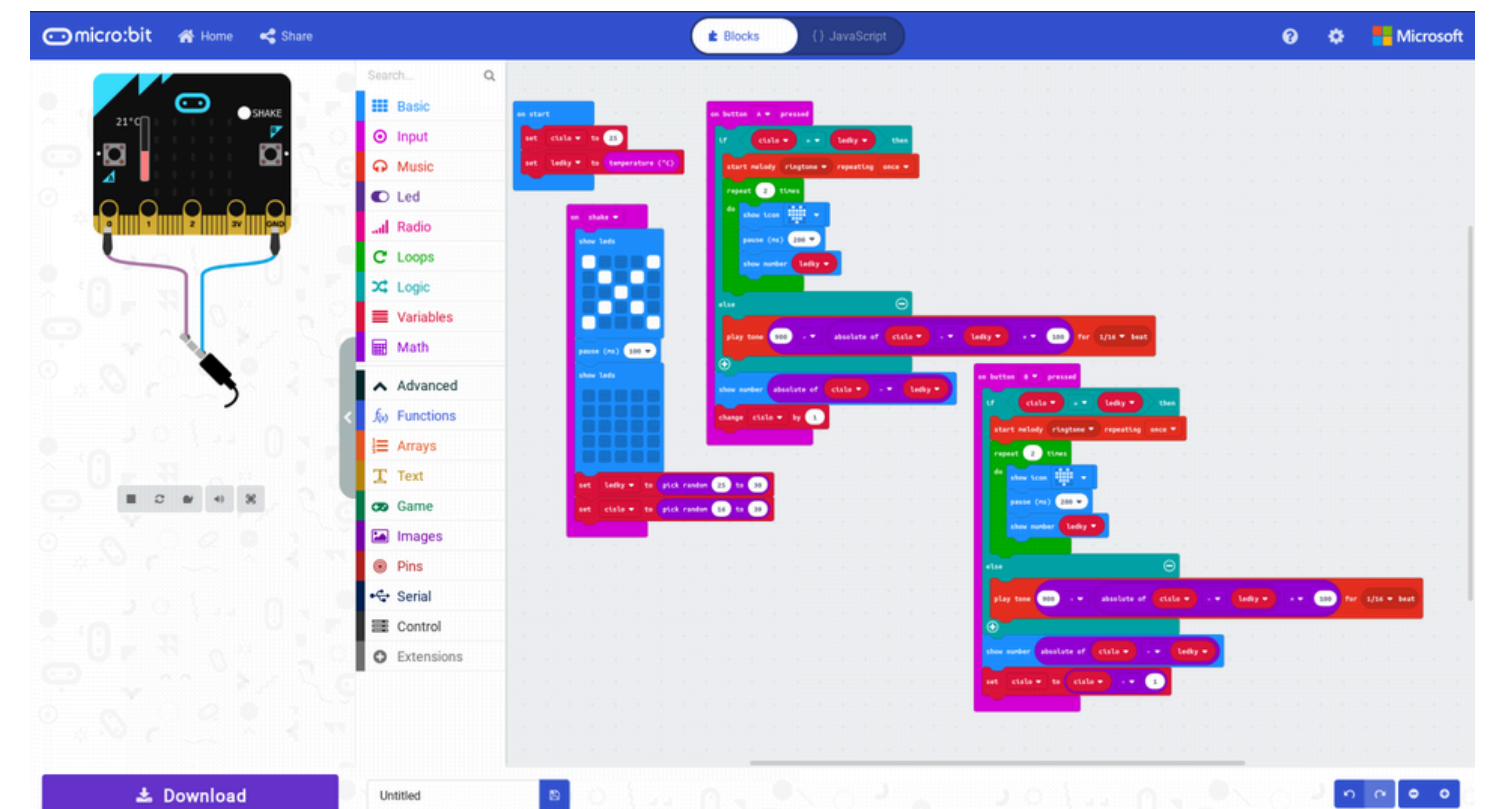 micro:bit Home Share Blocks {} JavaScript Microsoft
21°C
SHAKE
0 1 2 3V GND
Search...
Basic
Input
Music
Led
Radio
Loops
Logic
Variables
Math
Advanced
Functions
Arrays
Text
Game
Images
Pins
Serial
Control
Extensions
on start
set cislo to 25
set ledky to temperature (°C)
on shake
show leds
pause (ms) 100
show leds
set ledky to pick random 25 to 30
set cislo to pick random 16 to 30
on button A pressed
if cislo = ledky then
start melody ringtone repeating once
repeat 2 times
do
show icon
pause (ms) 200
show number ledky
else
play tone 900 - absolute of cislo - ledky × 100 for 1/16 beat
show number absolute of cislo - ledky
change cislo by 1
on button B pressed
if cislo = ledky then
start melody ringtone repeating once
repeat 2 times
do
show icon
pause (ms) 200
show number ledky
else
play tone 900 - absolute of cislo - ledky × 100 for 1/16 beat
show number absolute of cislo - ledky
set cislo to cislo - 1
Download
Untitled